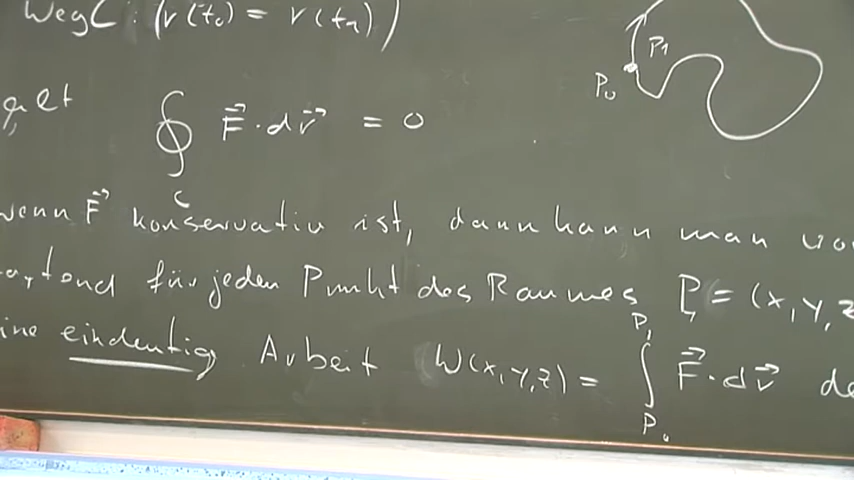 Weg C: (r(t₀) = r(t₁))
P₁
P₀
gilt ∮ F⃗·dr⃗ = 0
C
wenn F⃗ konservativ ist, dann kann man
für jeden Punkt des Raumes P₁ = (x, y, z
eine eindeutig Arbeit W(x,y,z) = ∫ F⃗·dr⃗
P₁
P₀